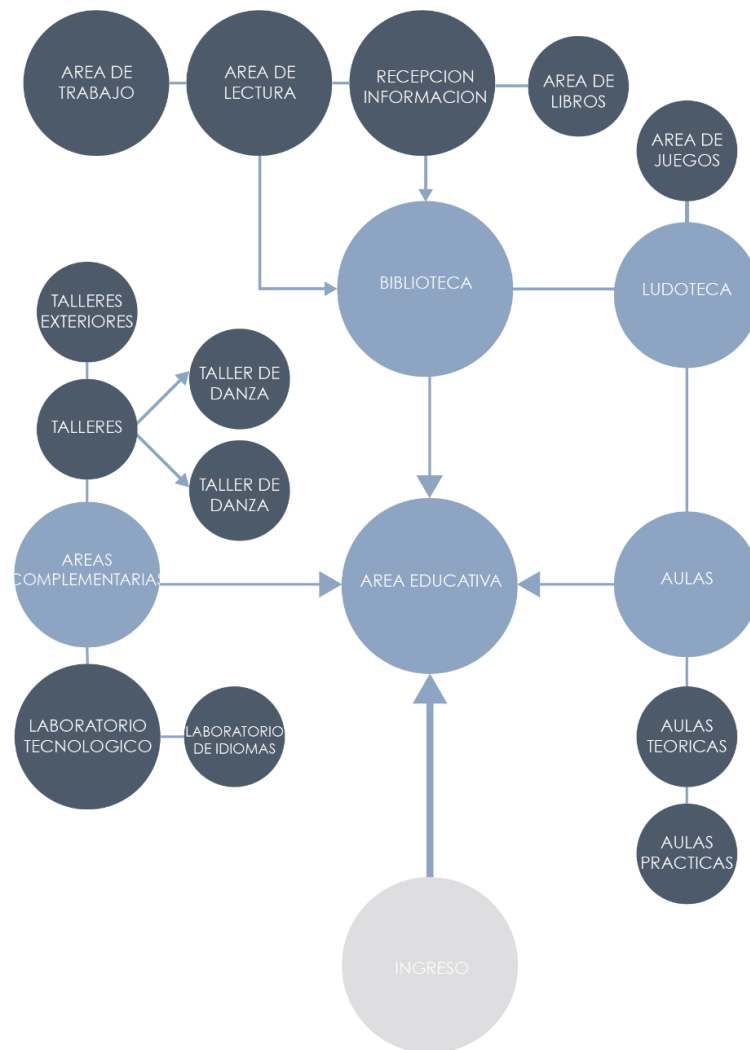 AREA DE
TRABAJO
AREA DE
LECTURA
RECEPCION
INFORMACION
AREA DE
LIBROS
AREA DE
JUEGOS
BIBLIOTECA
LUDOTECA
TALLERES
EXTERIORES
TALLERES
TALLER DE
DANZA
TALLER DE
DANZA
AREAS
COMPLEMENTARIAS
AREA EDUCATIVA
AULAS
LABORATORIO
TECNOLOGICO
LABORATORIO
DE IDIOMAS
AULAS
TEORICAS
AULAS
PRACTICAS
INGRESO